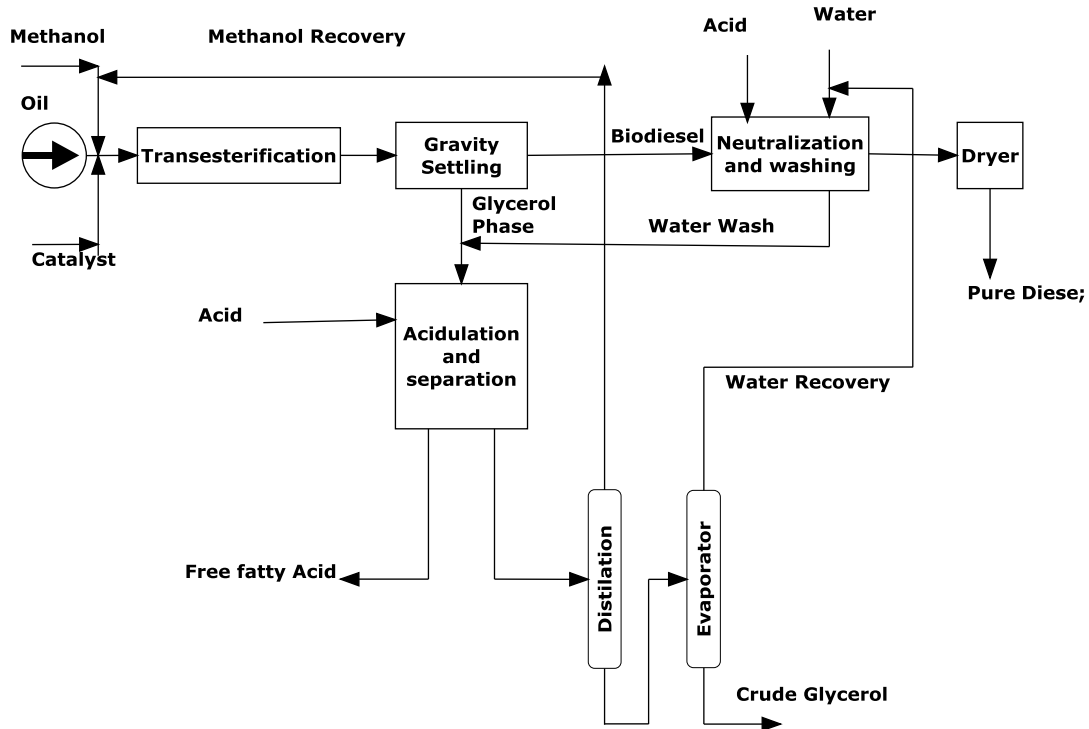 Water
Acid
Methanol
Methanol Recovery
Oil
Biodiesel
Transesterification
Gravity
Settling
Neutralization
and washing
Dryer
Glycerol
Phase
Water Wash
Catalyst
Pure Diese;
Acid
Acidulation
and
separation
Water Recovery
Free fatty Acid
Distilation
Evaporator
Crude Glycerol